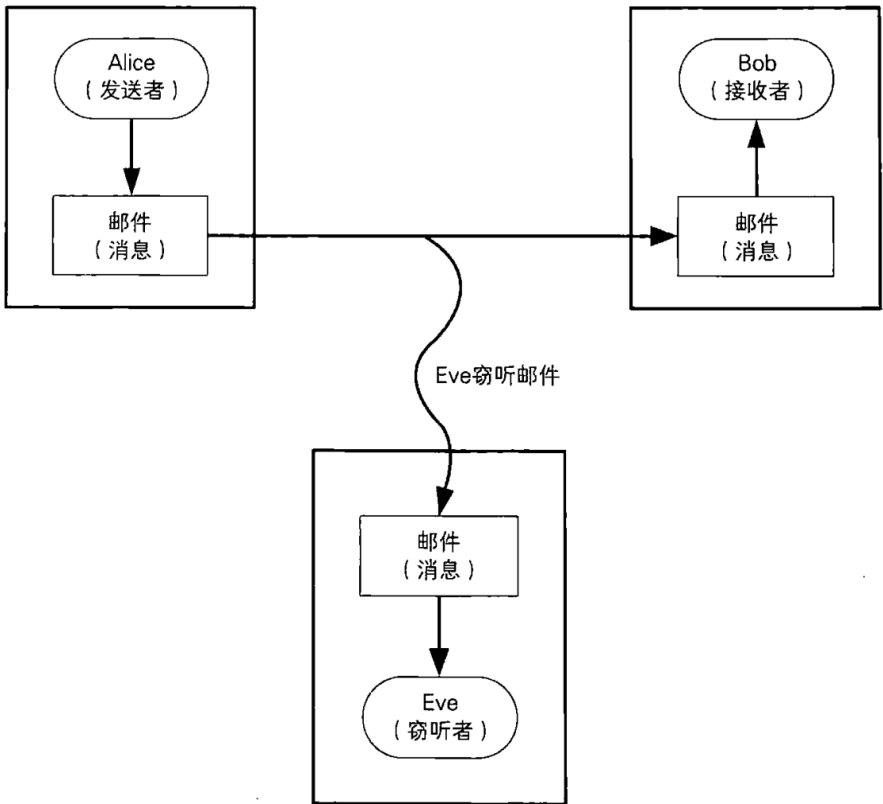 Alice
（发送者）
邮件
（消息）
Bob
（接收者）
邮件
（消息）
Eve窃听邮件
邮件
（消息）
Eve
（窃听者）